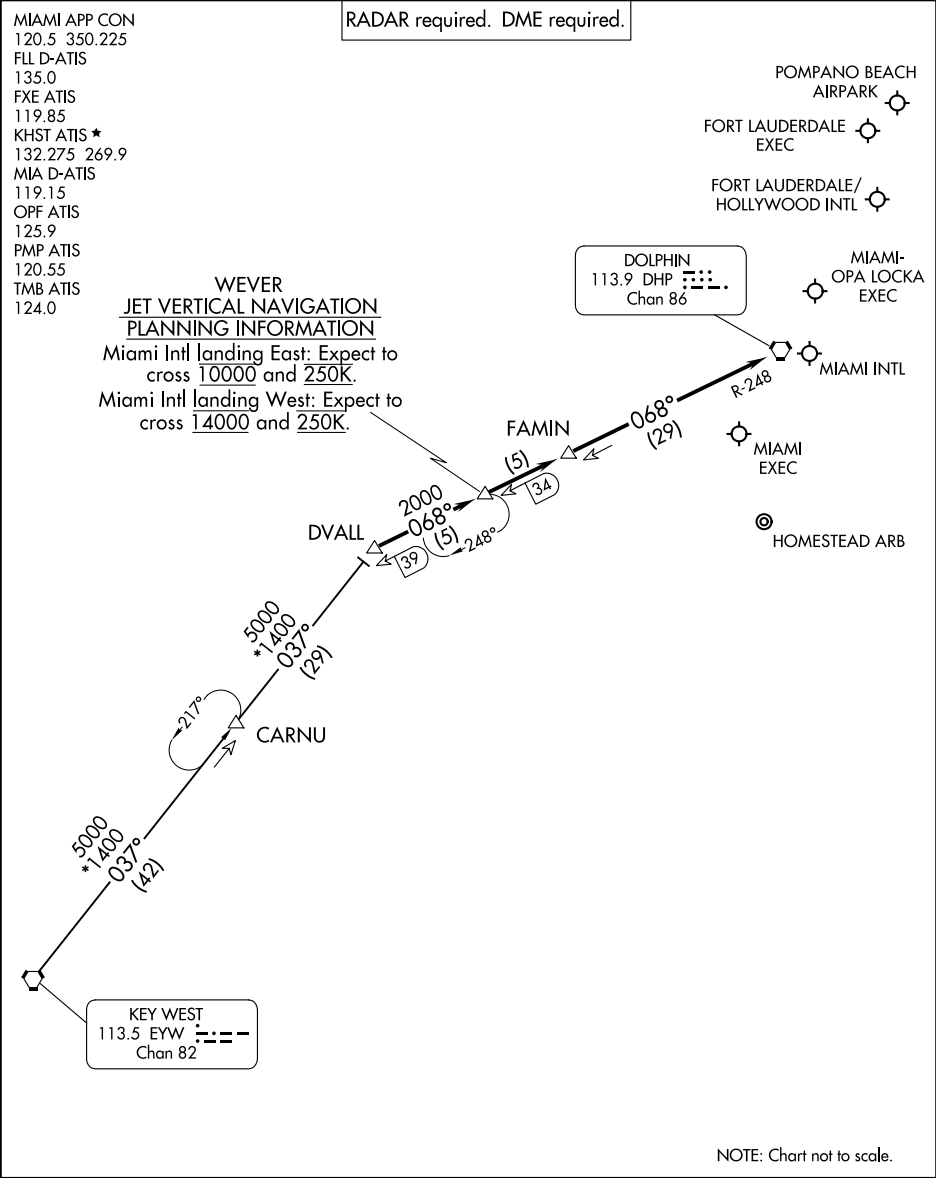 RADAR required. DME required.
MIAMI APP CON
120.5 350.225
FLL D-ATIS
135.0
FXE ATIS
119.85
KHST ATIS ★
132.275 269.9
MIA D-ATIS
119.15
OPF ATIS
125.9
PMP ATIS
120.55
TMB ATIS
124.0
POMPANO BEACH
AIRPARK
FORT LAUDERDALE
EXEC
FORT LAUDERDALE/
HOLLYWOOD INTL
DOLPHIN
113.9 DHP
Chan 86
MIAMI-
OPA LOCKA
EXEC
WEVER
JET VERTICAL NAVIGATION
PLANNING INFORMATION
Miami Intl landing East: Expect to
cross 10000 and 250K.
Miami Intl landing West: Expect to
cross 14000 and 250K.
MIAMI INTL
R-248
068°
(29)
FAMIN
MIAMI
EXEC
(5)
34
2000
068°
(5)
248°
DVALL
39
HOMESTEAD ARB
5000
*1400
037°
(29)
217°
CARNU
5000
*1400
037°
(42)
KEY WEST
113.5 EYW
Chan 82
NOTE: Chart not to scale.